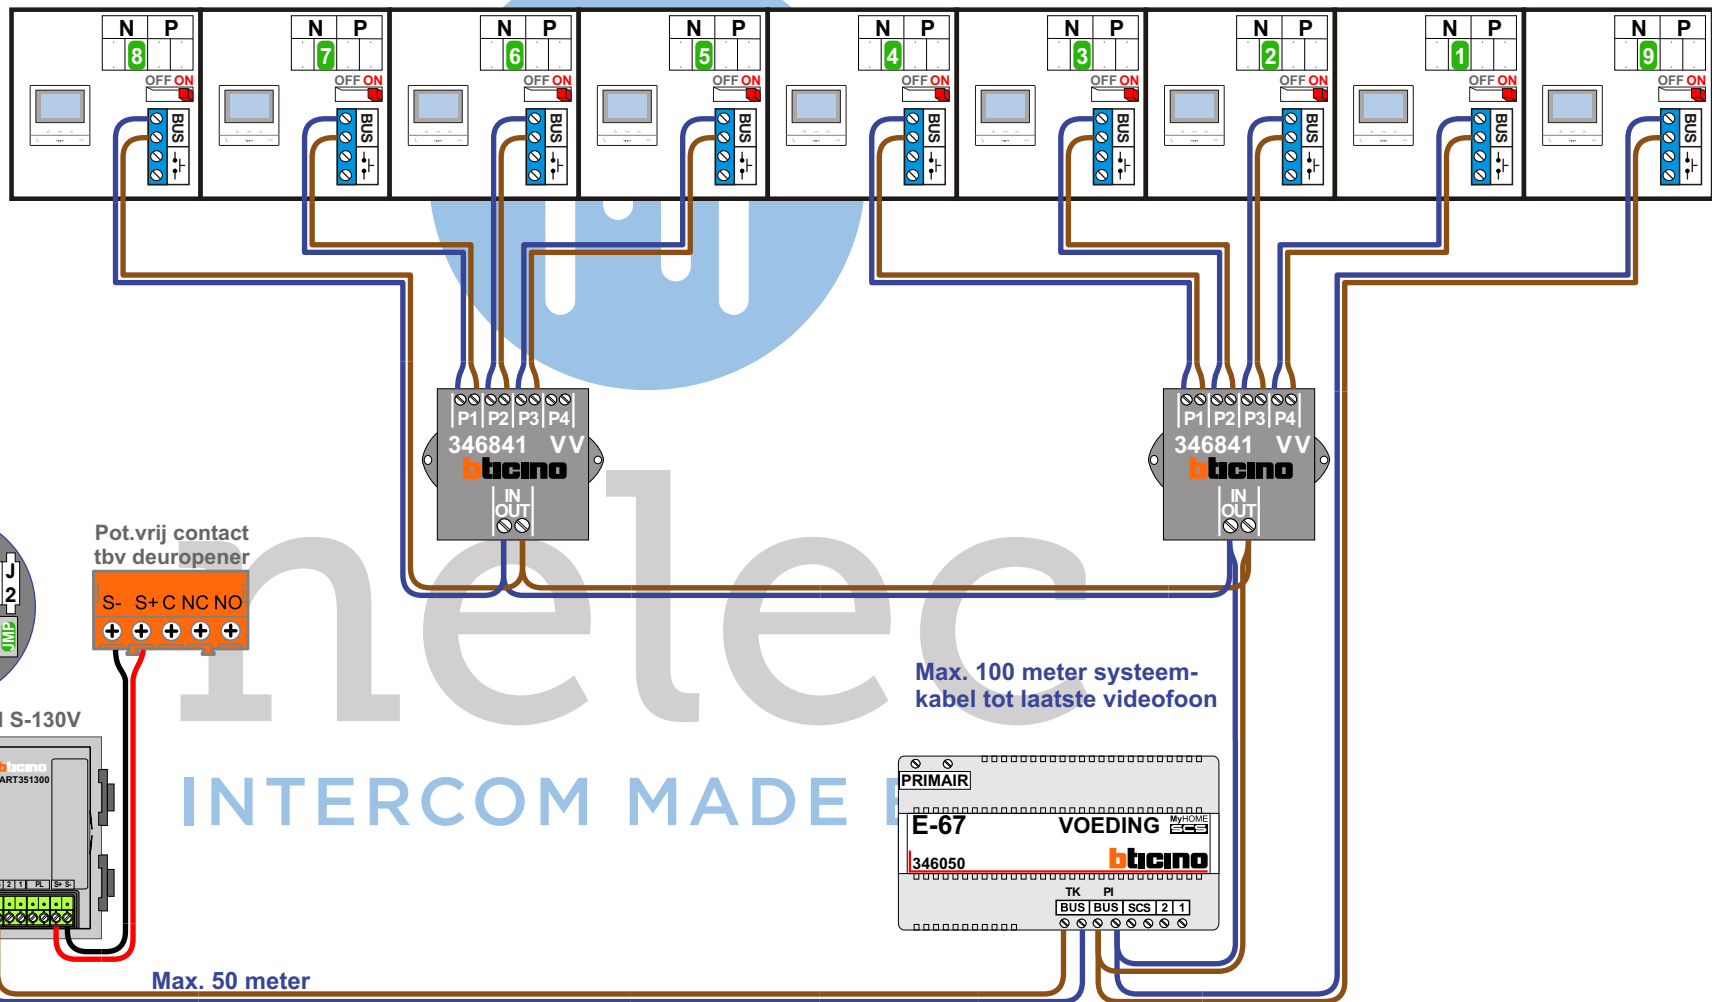 N P N P N P N P N P N P N P N P N P
8 7 6 5 4 3 2 1 9
OFF ON OFF ON OFF ON OFF ON OFF ON OFF ON OFF ON OFF ON OFF ON
BUS BUS BUS BUS BUS BUS BUS BUS BUS
P1 P2 P3 P4
346841 VV
bticino
IN
OUT
P1 P2 P3 P4
346841 VV
bticino
IN
OUT
Pot.vrij contact
tbv deuropener
S- S+ C NC NO
J
2
JMP
nelec
INTERCOM MADE E
Max. 100 meter systeem-
kabel tot laatste videofoon
S-130V
bticino
ART351300
2 1 PL S+ S-
PRIMAIR
E-67 VOEDING MyHOME
SCS
346050 bticino
TK PI
BUS BUS SCS 2 1
Max. 50 meter